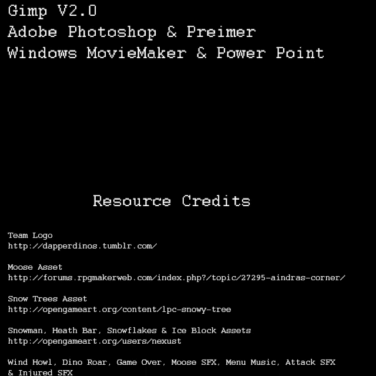 Gimp V2.0
Adobe Photoshop & Preimer
Windows MovieMaker & Power Point
Resource Credits
Team Logo
http://dapperdinos.tumblr.com/
Moose Asset
http://forums.rpgmakerweb.com/index.php?/topic/27295-aindras-corner/
Snow Trees Asset
http://opengameart.org/content/lpc-snowy-tree
Snowman, Heath Bar, Snowflakes & Ice Block Assets
http://opengameart.org/users/nexust
Wind Howl, Dino Roar, Game Over, Moose SFX, Menu Music, Attack SFX
& Injured SFX